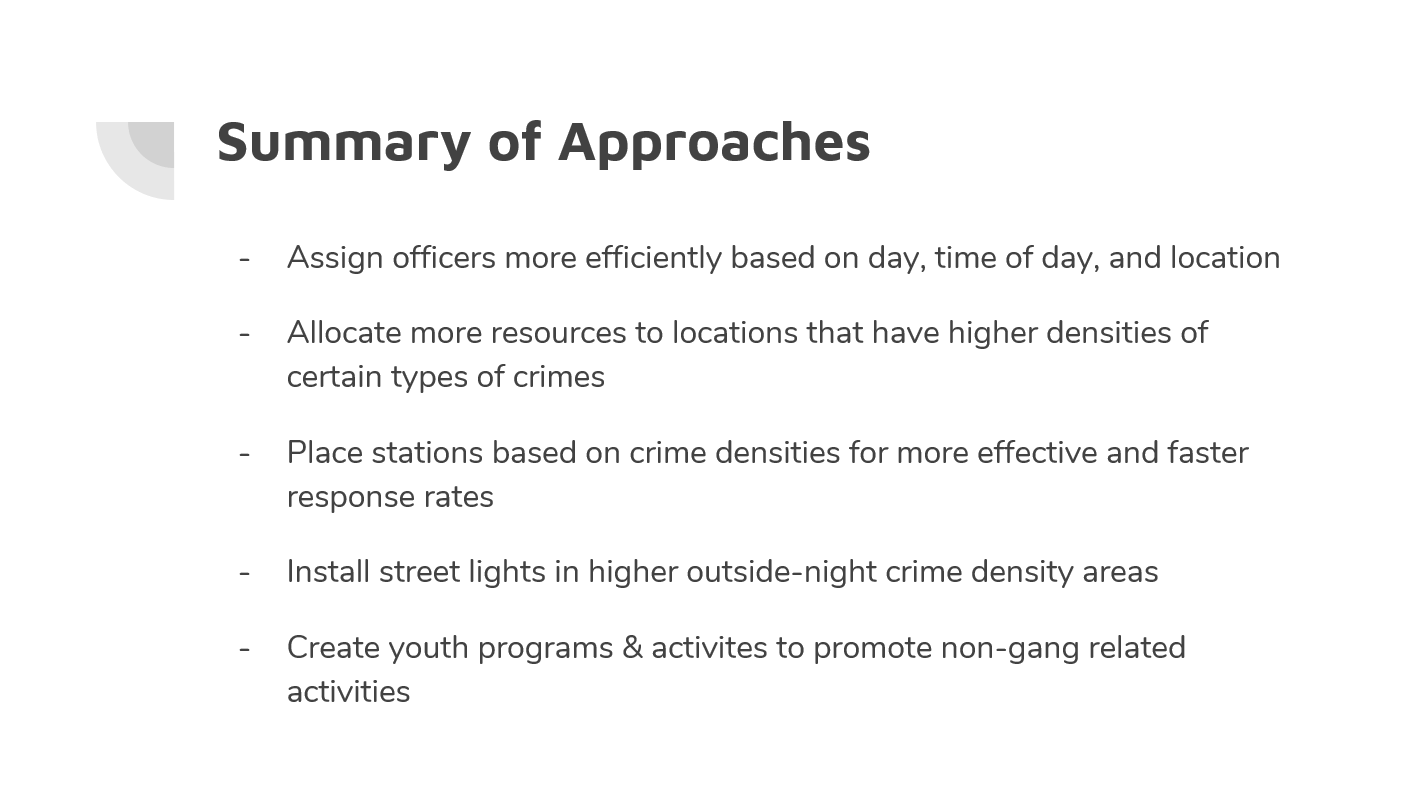 Summary of Approaches
- Assign officers more efficiently based on day, time of day, and location
- Allocate more resources to locations that have higher densities of
certain types of crimes
- Place stations based on crime densities for more effective and faster
response rates
- Install street lights in higher outside-night crime density areas
- Create youth programs & activites to promote non-gang related
activities